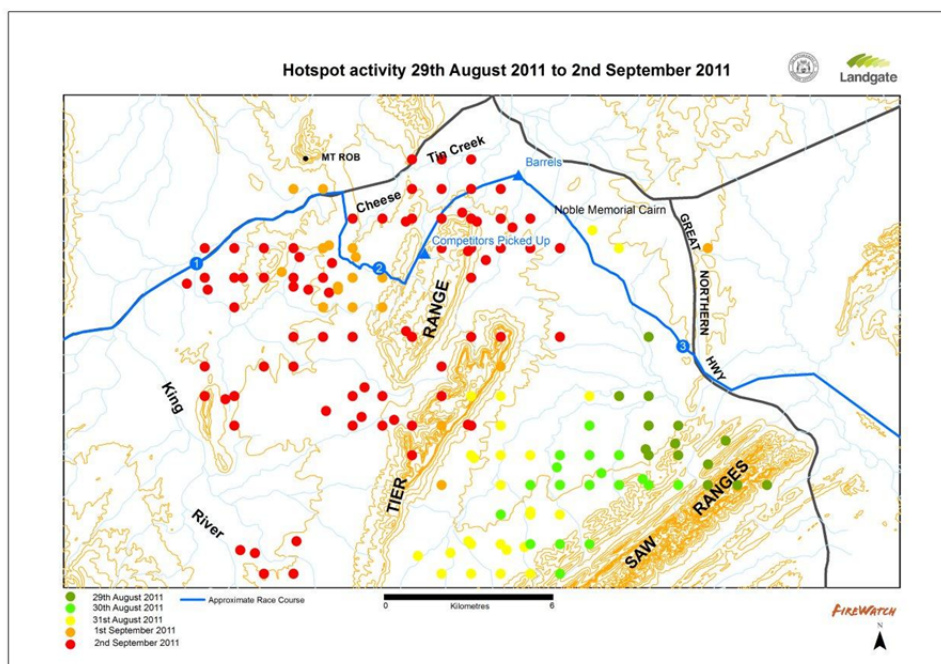 Hotspot activity 29th August 2011 to 2nd September 2011
Landgate
MT ROB
Tin Creek
Cheese
Barrels
Noble Memorial Cairn
Competitors Picked Up
1
2
GREAT
NORTHERN
HWY
RANGE
3
King
TIER
RANGES
SAW
River
29th August 2011
30th August 2011
31st August 2011
1st September 2011
2nd September 2011
Approximate Race Course
0
Kilometres
6
FIREWATCH
N